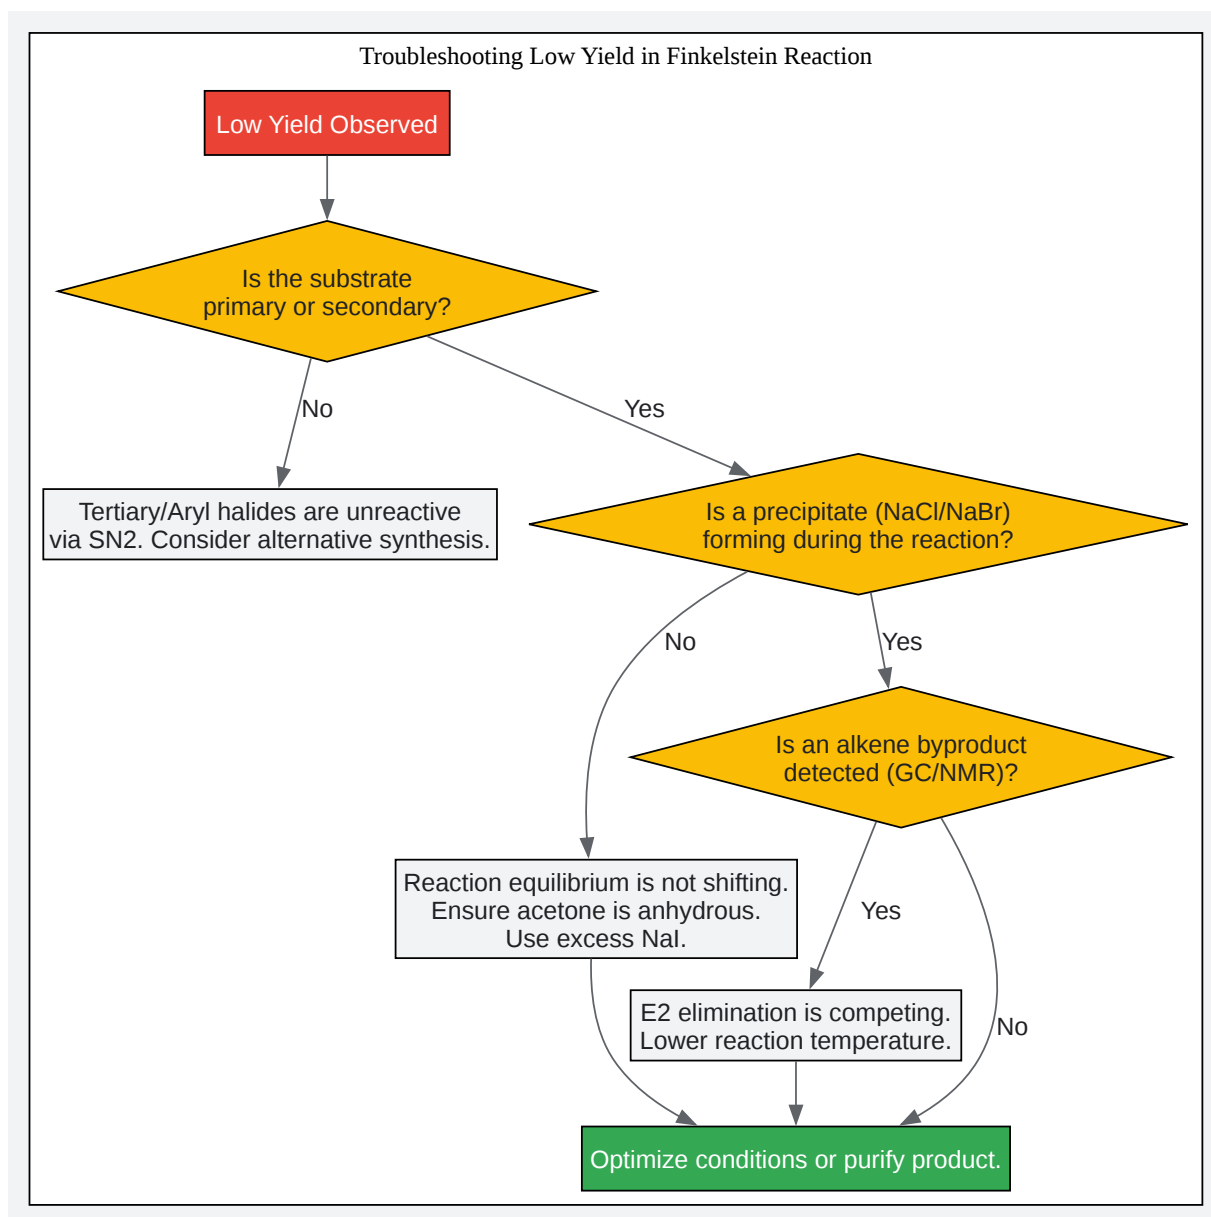 Troubleshooting Low Yield in Finkelstein Reaction
Low Yield Observed
Is the substrate
primary or secondary?
No
Yes
Tertiary/Aryl halides are unreactive
via SN2. Consider alternative synthesis.
Is a precipitate (NaCl/NaBr)
forming during the reaction?
No
Yes
Is an alkene byproduct
detected (GC/NMR)?
Reaction equilibrium is not shifting.
Ensure acetone is anhydrous.
Use excess NaI.
Yes
E2 elimination is competing.
Lower reaction temperature.
No
Optimize conditions or purify product.